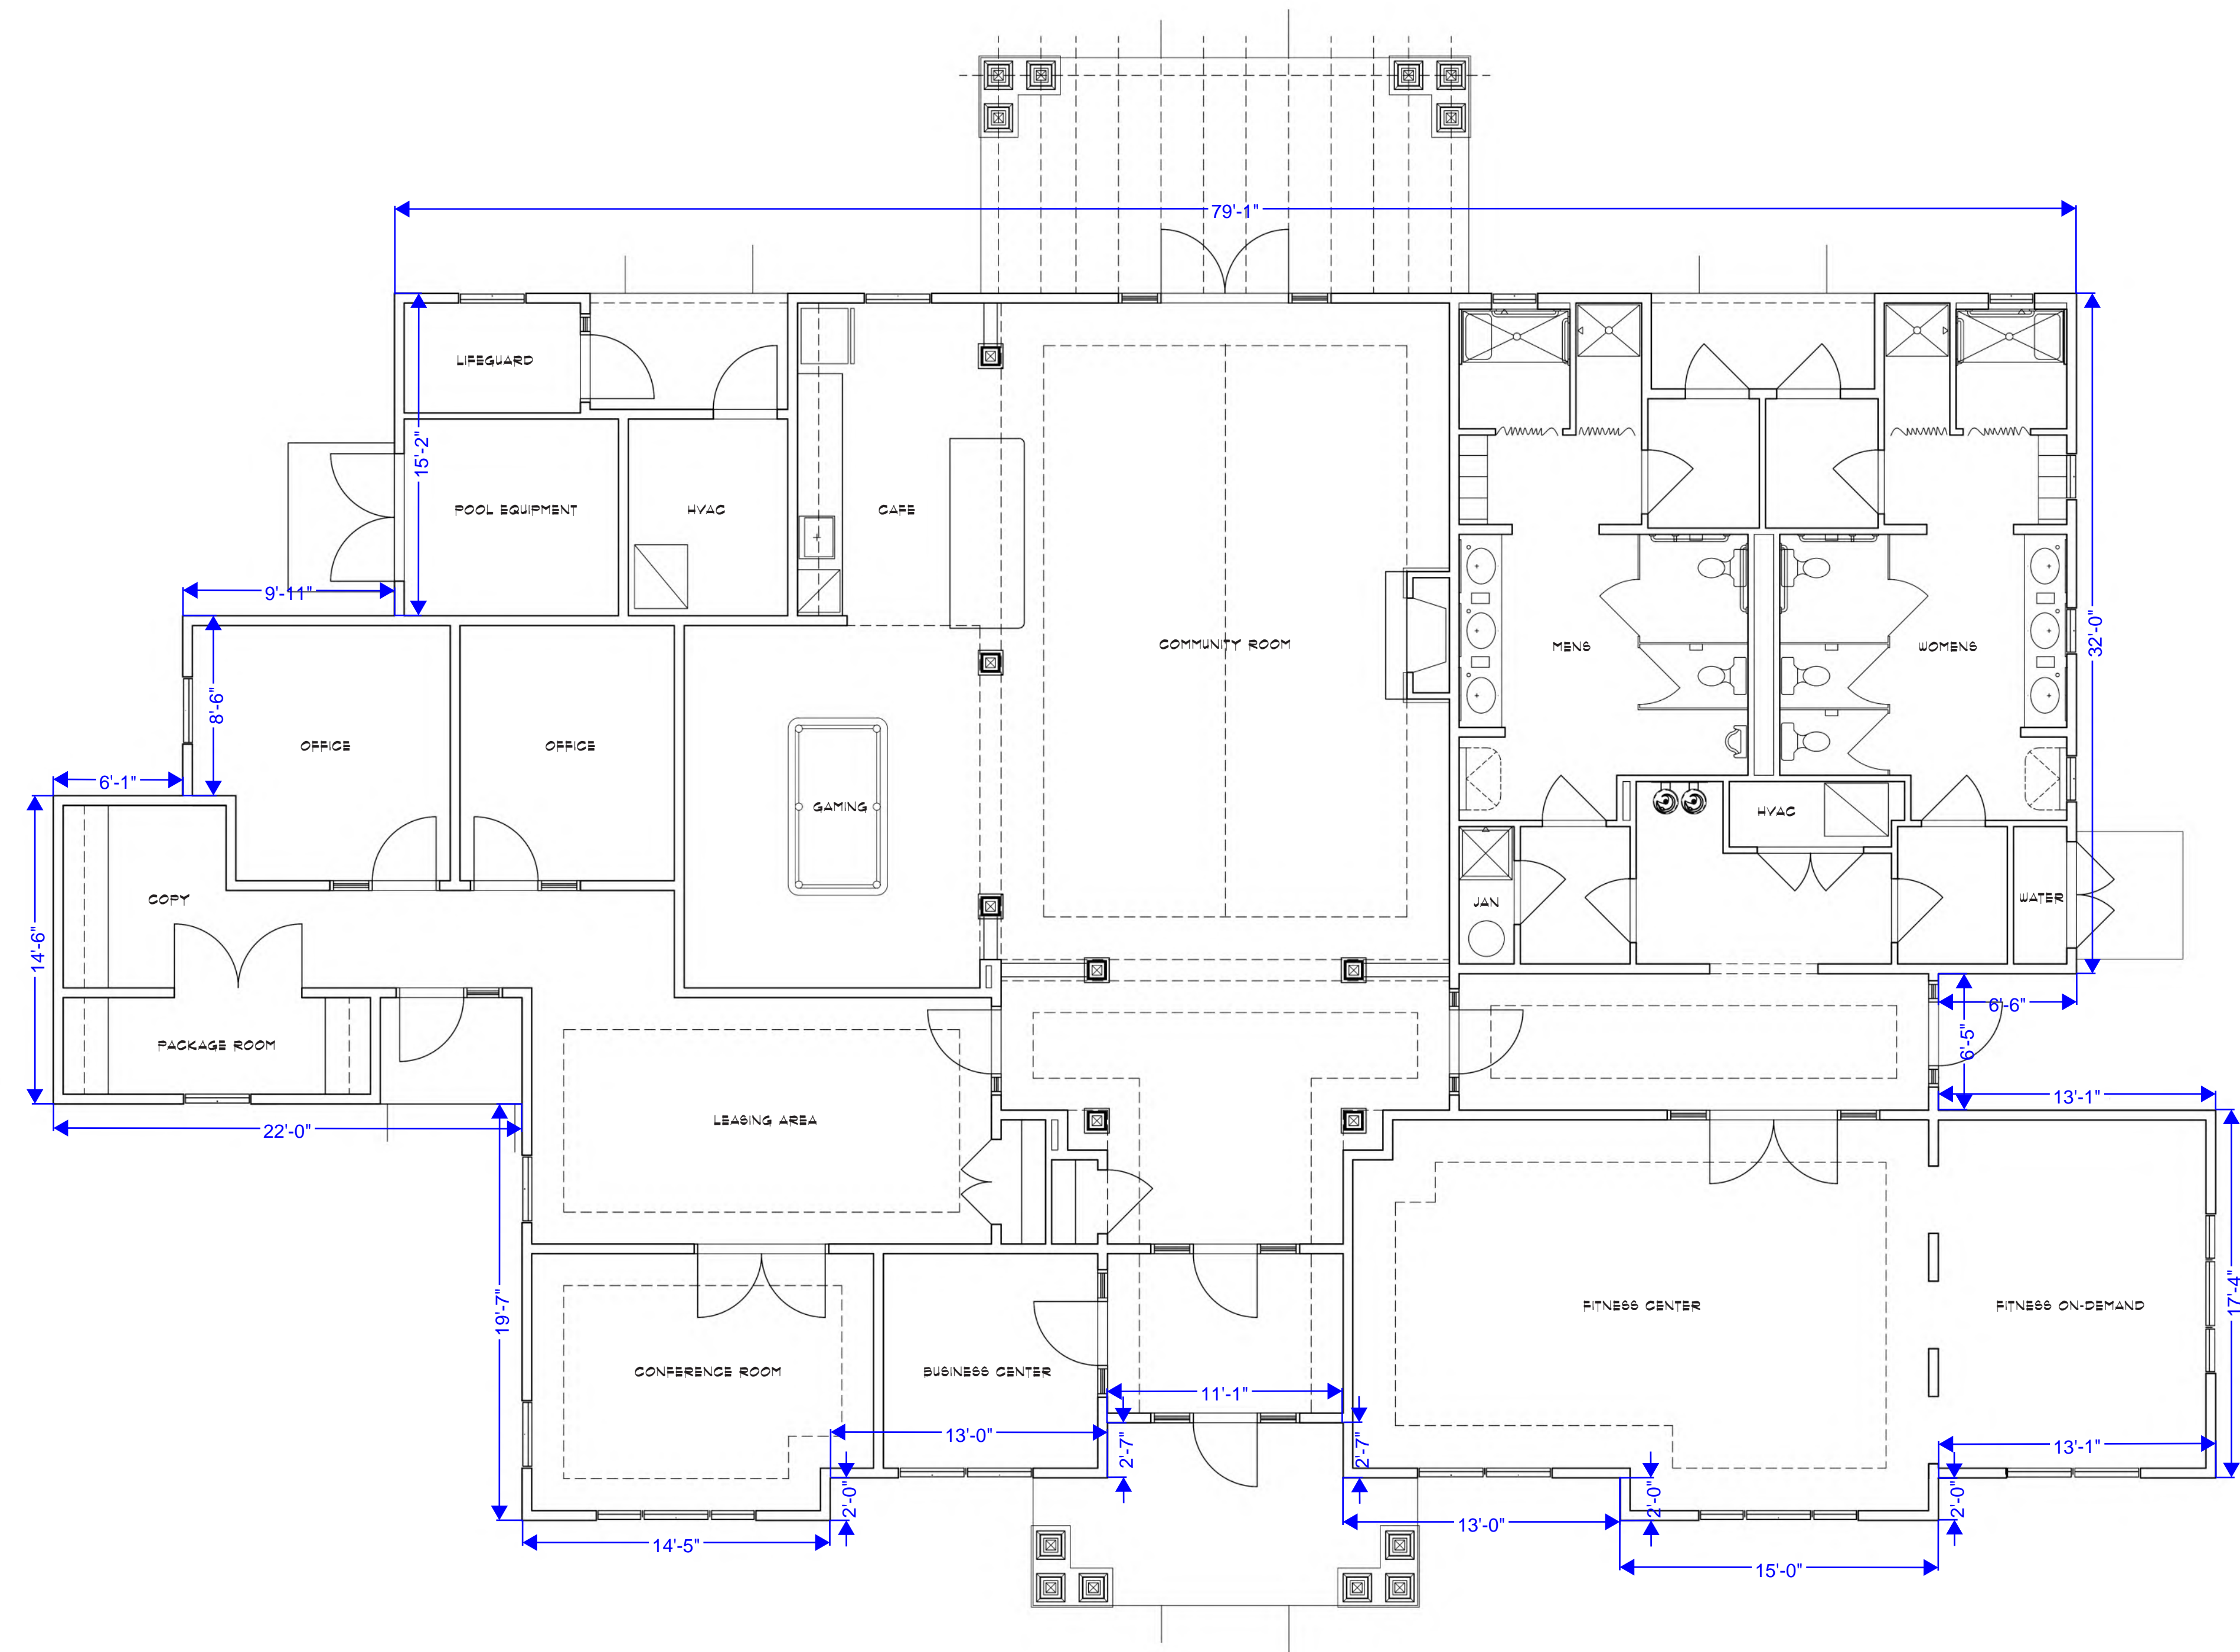 79'-1"
LIFEGUARD
15'-2"
POOL EQUIPMENT
HVAC
CAFE
9'-11"
COMMUNITY ROOM
MENS
WOMENS
32'-0"
8'-6"
OFFICE
OFFICE
6'-1"
GAMING
HVAC
COPY
JAN
WATER
14'-6"
6'-6"
6'-5"
PACKAGE ROOM
13'-1"
LEASING AREA
22'-0"
19'-7"
FITNESS CENTER
FITNESS ON-DEMAND
17'-4"
CONFERENCE ROOM
BUSINESS CENTER
11'-1"
13'-0"
2'-7"
2'-7"
13'-1"
2'-0"
2'-0"
2'-0"
13'-0"
14'-5"
15'-0"